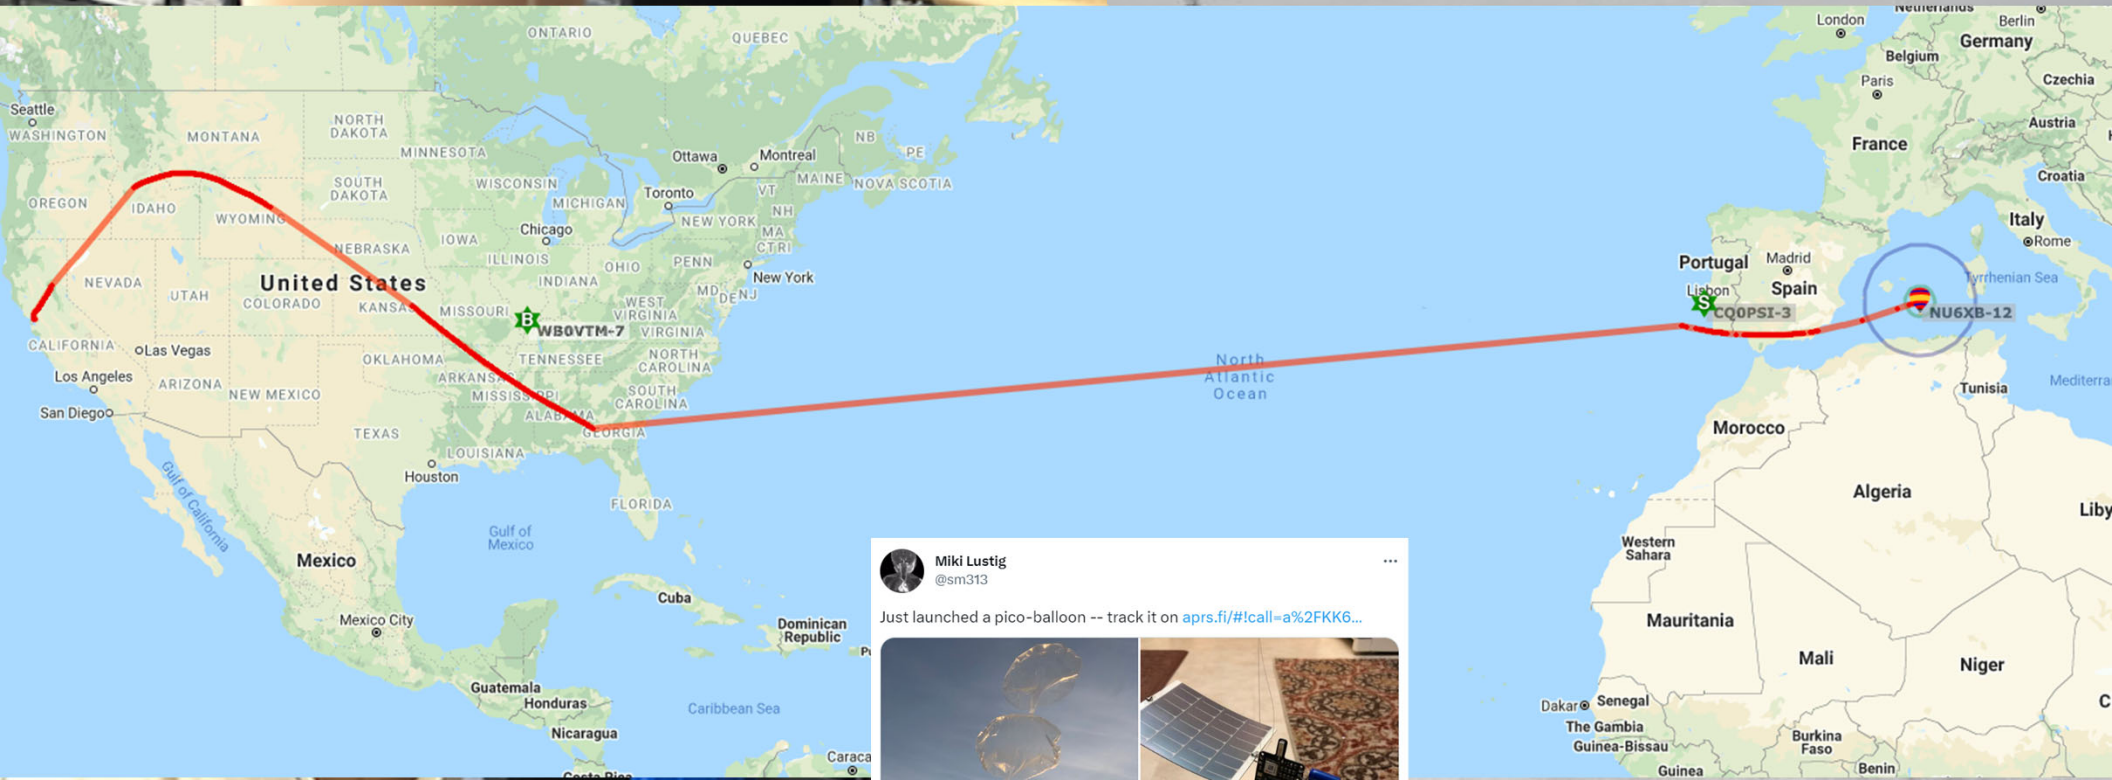 London
Netherlands
Berlin
ONTARIO
QUEBEC
Germany
Belgium
Paris
Czechia
Seattle
WASHINGTON
MONTANA
NORTH
DAKOTA
MINNESOTA
NB
PE
Austria
France
Ottawa
Montreal
MAINE
NOVA SCOTIA
Croatia
OREGON
IDAHO
SOUTH
DAKOTA
WISCONSIN
Toronto
VT
NH
MICHIGAN
WYOMING
NEW YORK
MA
CT
RI
Italy
Rome
NEBRASKA
IOWA
Chicago
ILLINOIS
OHIO
PENN
New York
Portugal
Madrid
Spain
Tyrrhenian Sea
NEVADA
United States
UTAH
COLORADO
KANSAS
INDIANA
MD
DE
NJ
Lisbon
S
CQ0PSI-3
NU6XB-12
MISSOURI
B
WB0VTM-7
WEST
VIRGINIA
VIRGINIA
CALIFORNIA
Las Vegas
OKLAHOMA
TENNESSEE
NORTH
CAROLINA
North
Atlantic
Ocean
Los Angeles
ARIZONA
NEW MEXICO
ARKANSAS
MISSISSIPPI
SOUTH
CAROLINA
Tunisia
San Diego
ALABAMA
GEORGIA
TEXAS
LOUISIANA
Morocco
Houston
Gulf of California
FLORIDA
Algeria
Gulf of
Mexico
Mexico
Western
Sahara
Cuba
Mexico City
Dominican
Republic
Mauritania
Mali
Niger
Guatemala
Honduras
Caribbean Sea
Nicaragua
Dakar
Senegal
The Gambia
Guinea-Bissau
Burkina
Faso
Guinea
Benin
Costa Rica
Miki Lustig
@sm313
Just launched a pico-balloon -- track it on aprs.fi/#!call=a%2FKK6...